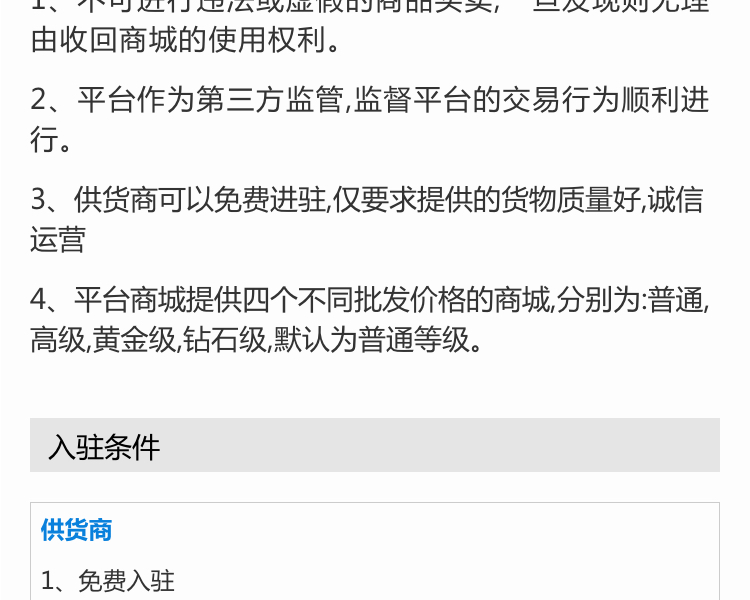 1、不可进行违法或虚假的商品买卖,一旦发现则无理
由收回商城的使用权利。
2、平台作为第三方监管,监督平台的交易行为顺利进
行。
3、供货商可以免费进驻,仅要求提供的货物质量好,诚信
运营
4、平台商城提供四个不同批发价格的商城,分别为:普通,
高级,黄金级,钻石级,默认为普通等级。
入驻条件
供货商
1、免费入驻